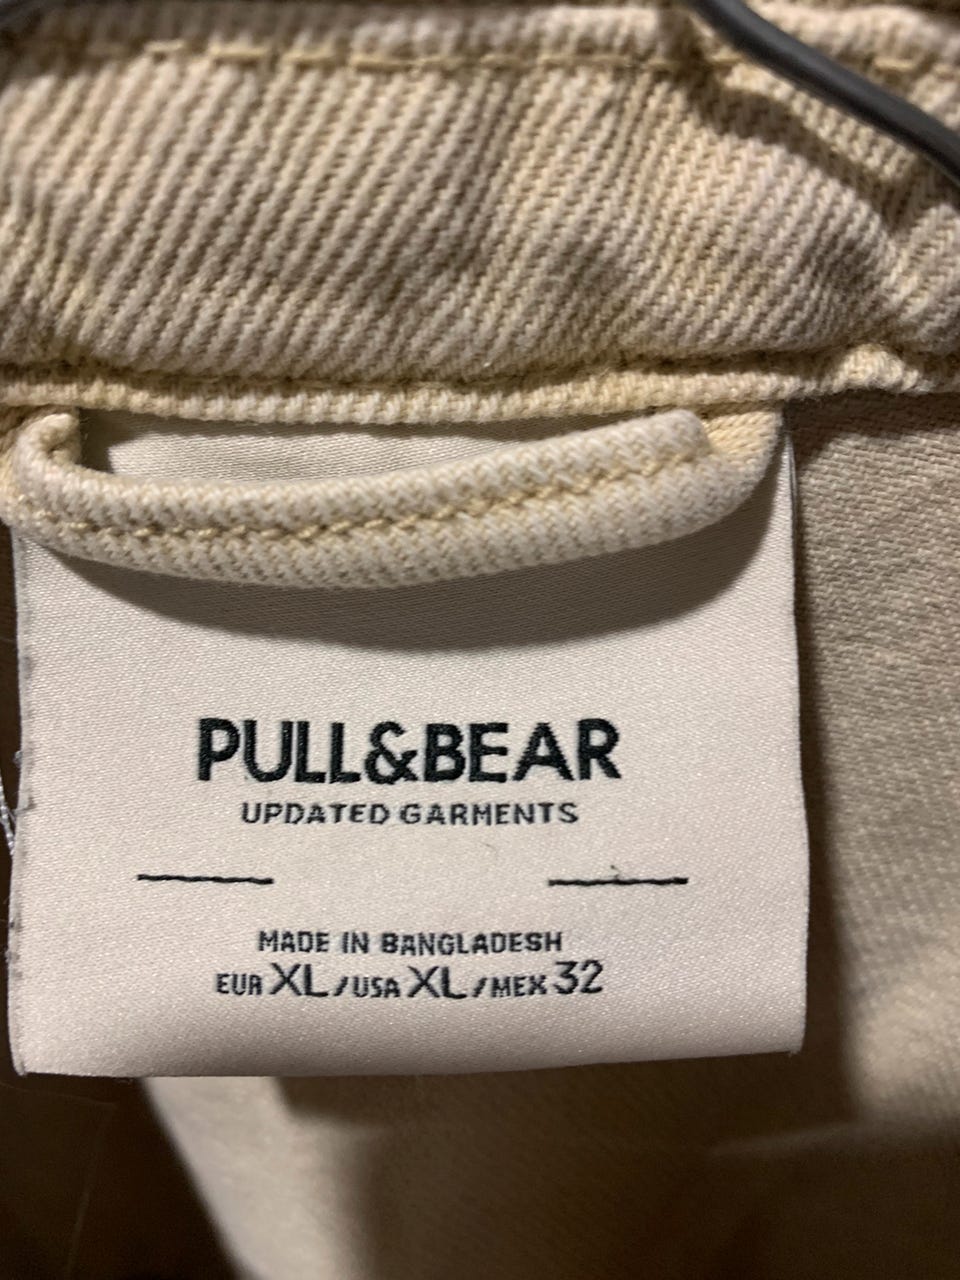 PULL&BEAR
UPDATED GARMENTS
MADE IN BANGLADESH
EUR XL/USA XL/MEX 32